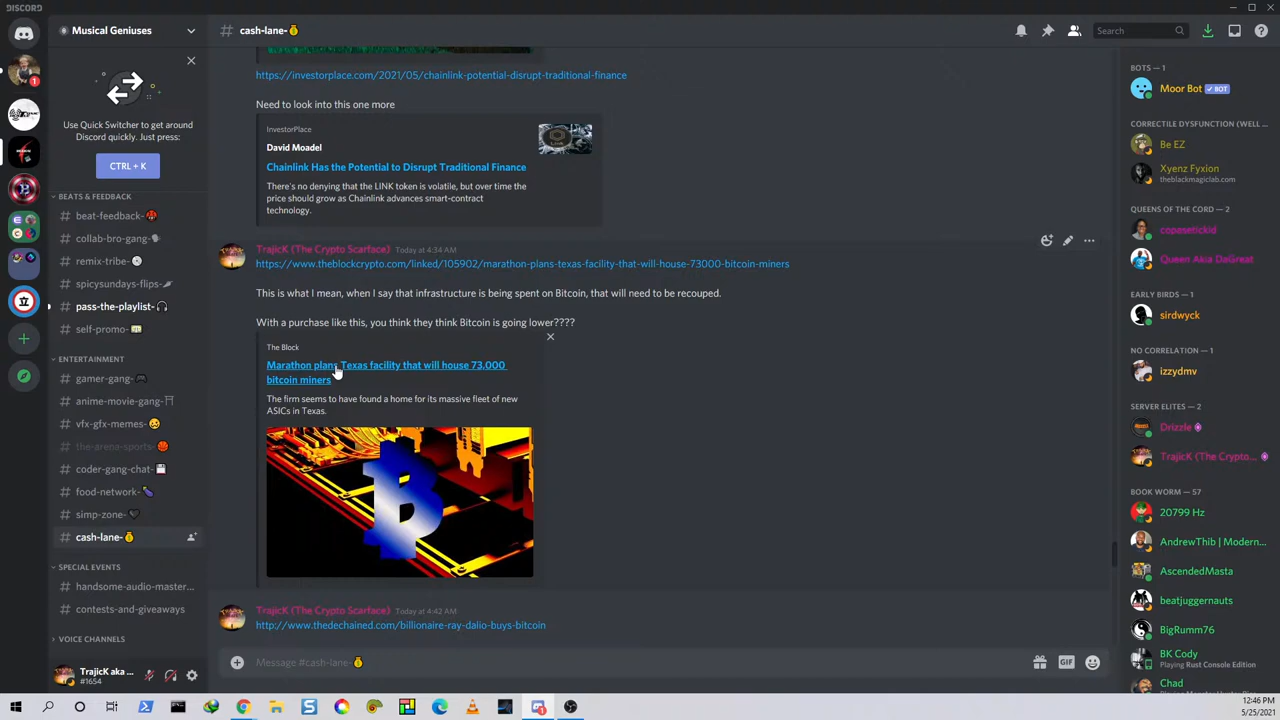 DISCORD
Musical Geniuses
Use Quick Switcher to get around
Discord quickly. Just press:
CTRL + K
BEATS & FEEDBACK
beat-feedback-
collab-bro-gang-
remix-tribe-
spicysundays-flips-
pass-the-playlist-
self-promo-
ENTERTAINMENT
gamer-gang-
anime-movie-gang-
vfx-gfx-memes-
the-arena-sports-
coder-gang-chat-
food-network-
simp-zone-
cash-lane-
SPECIAL EVENTS
handsome-audio-master...
contests-and-giveaways
VOICE CHANNELS
TrajicK aka ...
#1654
# cash-lane-
Search
https://investorplace.com/2021/05/chainlink-potential-disrupt-traditional-finance
Need to look into this one more
InvestorPlace
David Moadel
Chainlink Has the Potential to Disrupt Traditional Finance
There's no denying that the LINK token is volatile, but over time the
price should grow as Chainlink advances smart-contract
technology.
TrajicK (The Crypto Scarface) Today at 4:34 AM
https://www.theblockcrypto.com/linked/105902/marathon-plans-texas-facility-that-will-house-73000-bitcoin-miners
This is what I mean, when I say that infrastructure is being spent on Bitcoin, that will need to be recouped.
With a purchase like this, you think they think Bitcoin is going lower????
The Block
Marathon plans Texas facility that will house 73,000
bitcoin miners
The firm seems to have found a home for its massive fleet of new
ASICs in Texas.
TrajicK (The Crypto Scarface) Today at 4:42 AM
http://www.thedechained.com/billionaire-ray-dalio-buys-bitcoin
Message #cash-lane-
GIF
BOTS — 1
Moor Bot BOT
CORRECTILE DYSFUNCTION (WELL ...
Be EZ
Xyenz Fyxion
theblackmagiclab.com
QUEENS OF THE CORD — 2
copasetickid
Queen Akia DaGreat
EARLY BIRDS — 1
sirdwyck
NO CORRELATION — 1
izzydmv
SERVER ELITES — 2
Drizzle
TrajicK (The Crypto...
BOOK WORM — 57
20799 Hz
AndrewThib | Modern...
AscendedMasta
beatjuggernauts
BigRumm76
BK Cody
Playing Rust Console Edition
Chad
12:46 PM
5/25/2021